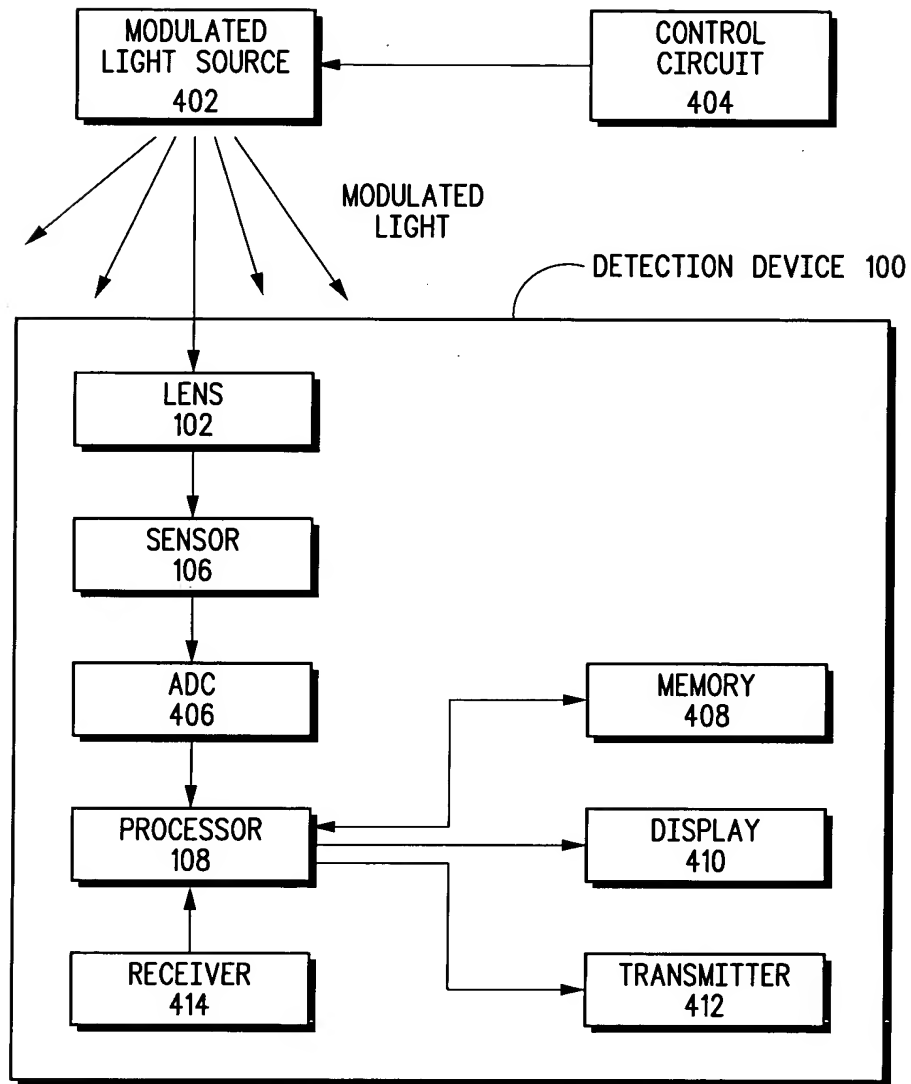 MODULATED
LIGHT SOURCE
402
CONTROL
CIRCUIT
404
MODULATED
LIGHT
DETECTION DEVICE 100
LENS
102
SENSOR
106
ADC
406
MEMORY
408
PROCESSOR
108
DISPLAY
410
RECEIVER
414
TRANSMITTER
412